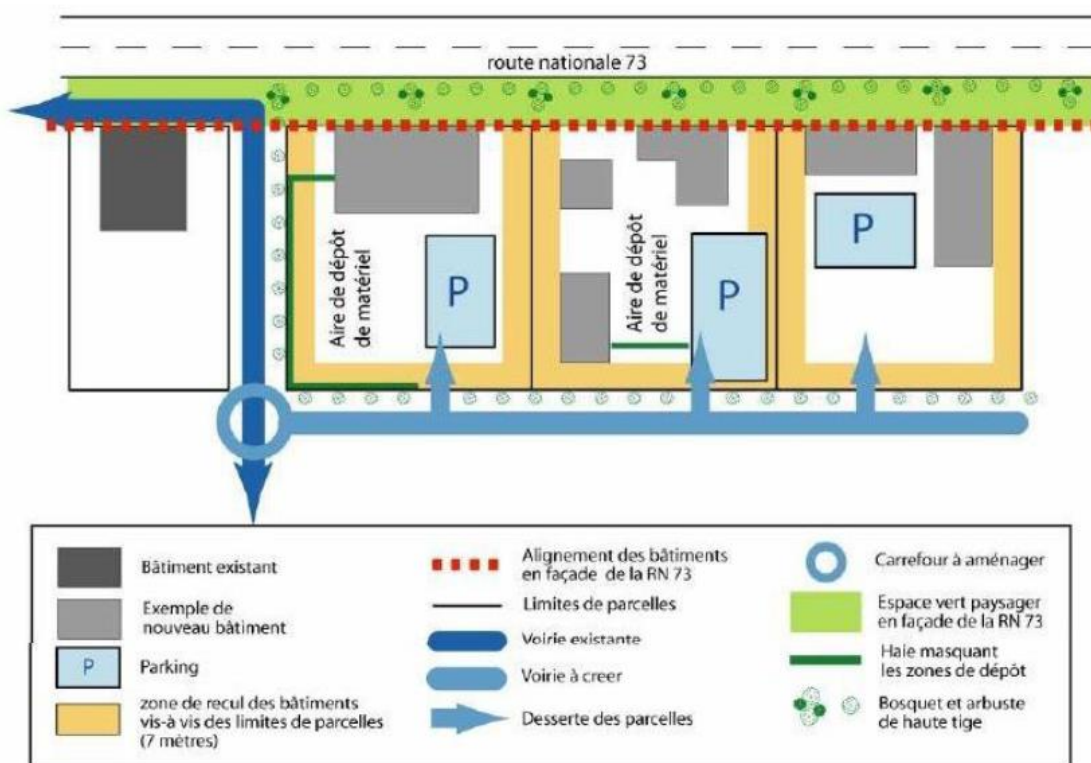 route nationale 73
Aire de dépôt
de matériel
P
Aire de dépôt
de matériel
P
P
Bâtiment existant
Exemple de
nouveau bâtiment
P
Parking
zone de recul des bâtiments
vis-à vis des limites de parcelles
(7 mètres)
Alignement des bâtiments
en façade de la RN 73
Limites de parcelles
Voirie existante
Voirie à creer
Desserte des parcelles
Carrefour à aménager
Espace vert paysager
en façade de la RN 73
Haie masquant
les zones de dépôt
Bosquet et arbuste
de haute tige